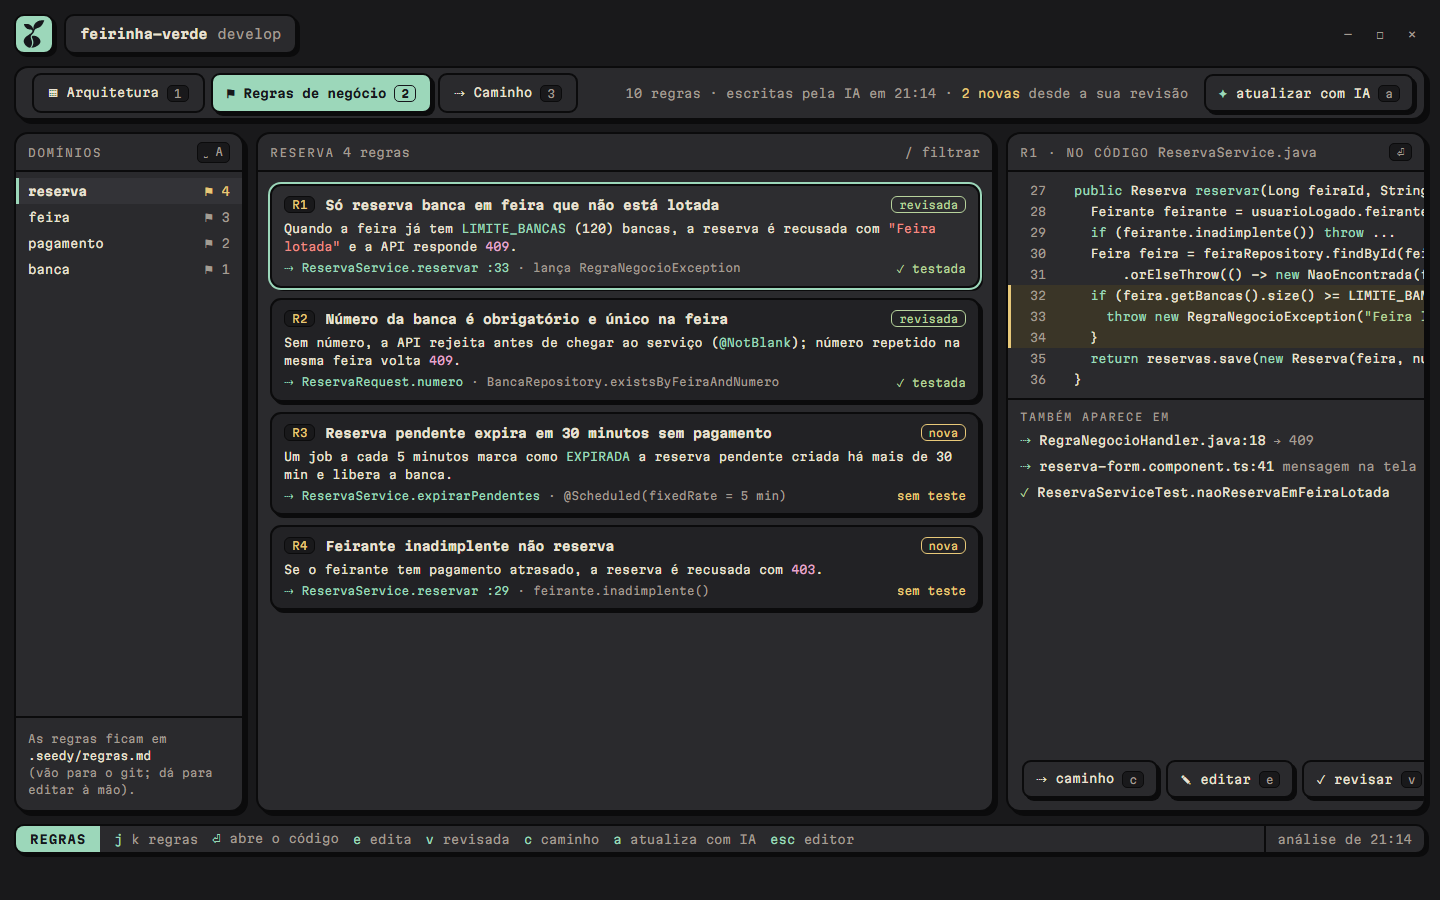 feirinha-verde develop
Arquitetura 1
Regras de negócio 2
Caminho 3
10 regras · escritas pela IA em 21:14 · 2 novas desde a sua revisão
✦ atualizar com IA a
DOMÍNIOS
A
reserva 4
feira 3
pagamento 2
banca 1
As regras ficam em
.seedy/regras.md
(vão para o git; dá para
editar à mão).
RESERVA 4 regras
/ filtrar
R1 Só reserva banca em feira que não está lotada revisada
Quando a feira já tem LIMITE_BANCAS (120) bancas, a reserva é recusada com "Feira
lotada" e a API responde 409.
→ ReservaService.reservar :33 · lança RegraNegocioException ✓ testada
R2 Número da banca é obrigatório e único na feira revisada
Sem número, a API rejeita antes de chegar ao serviço (@NotBlank); número repetido na
mesma feira volta 409.
→ ReservaRequest.numero · BancaRepository.existsByFeiraAndNumero ✓ testada
R3 Reserva pendente expira em 30 minutos sem pagamento nova
Um job a cada 5 minutos marca como EXPIRADA a reserva pendente criada há mais de 30
min e libera a banca.
→ ReservaService.expirarPendentes · @Scheduled(fixedRate = 5 min) sem teste
R4 Feirante inadimplente não reserva nova
Se o feirante tem pagamento atrasado, a reserva é recusada com 403.
→ ReservaService.reservar :29 · feirante.inadimplente() sem teste
R1 · NO CÓDIGO ReservaService.java ⏎
27 public Reserva reservar(Long feiraId, String
28 Feirante feirante = usuarioLogado.feirante
29 if (feirante.inadimplente()) throw ...
30 Feira feira = feiraRepository.findById(fei
31 .orElseThrow(() -> new NaoEncontrada(f
32 if (feira.getBancas().size() >= LIMITE_BAN
33 throw new RegraNegocioException("Feira l
34 }
35 return reservas.save(new Reserva(feira, nu
36 }
TAMBÉM APARECE EM
→ RegraNegocioHandler.java:18 → 409
→ reserva-form.component.ts:41 mensagem na tela
✓ ReservaServiceTest.naoReservaEmFeiraLotada
→ caminho c
✎ editar e
✓ revisar v
REGRAS j k regras ⏎ abre o código e edita v revisada c caminho a atualiza com IA esc editor
análise de 21:14